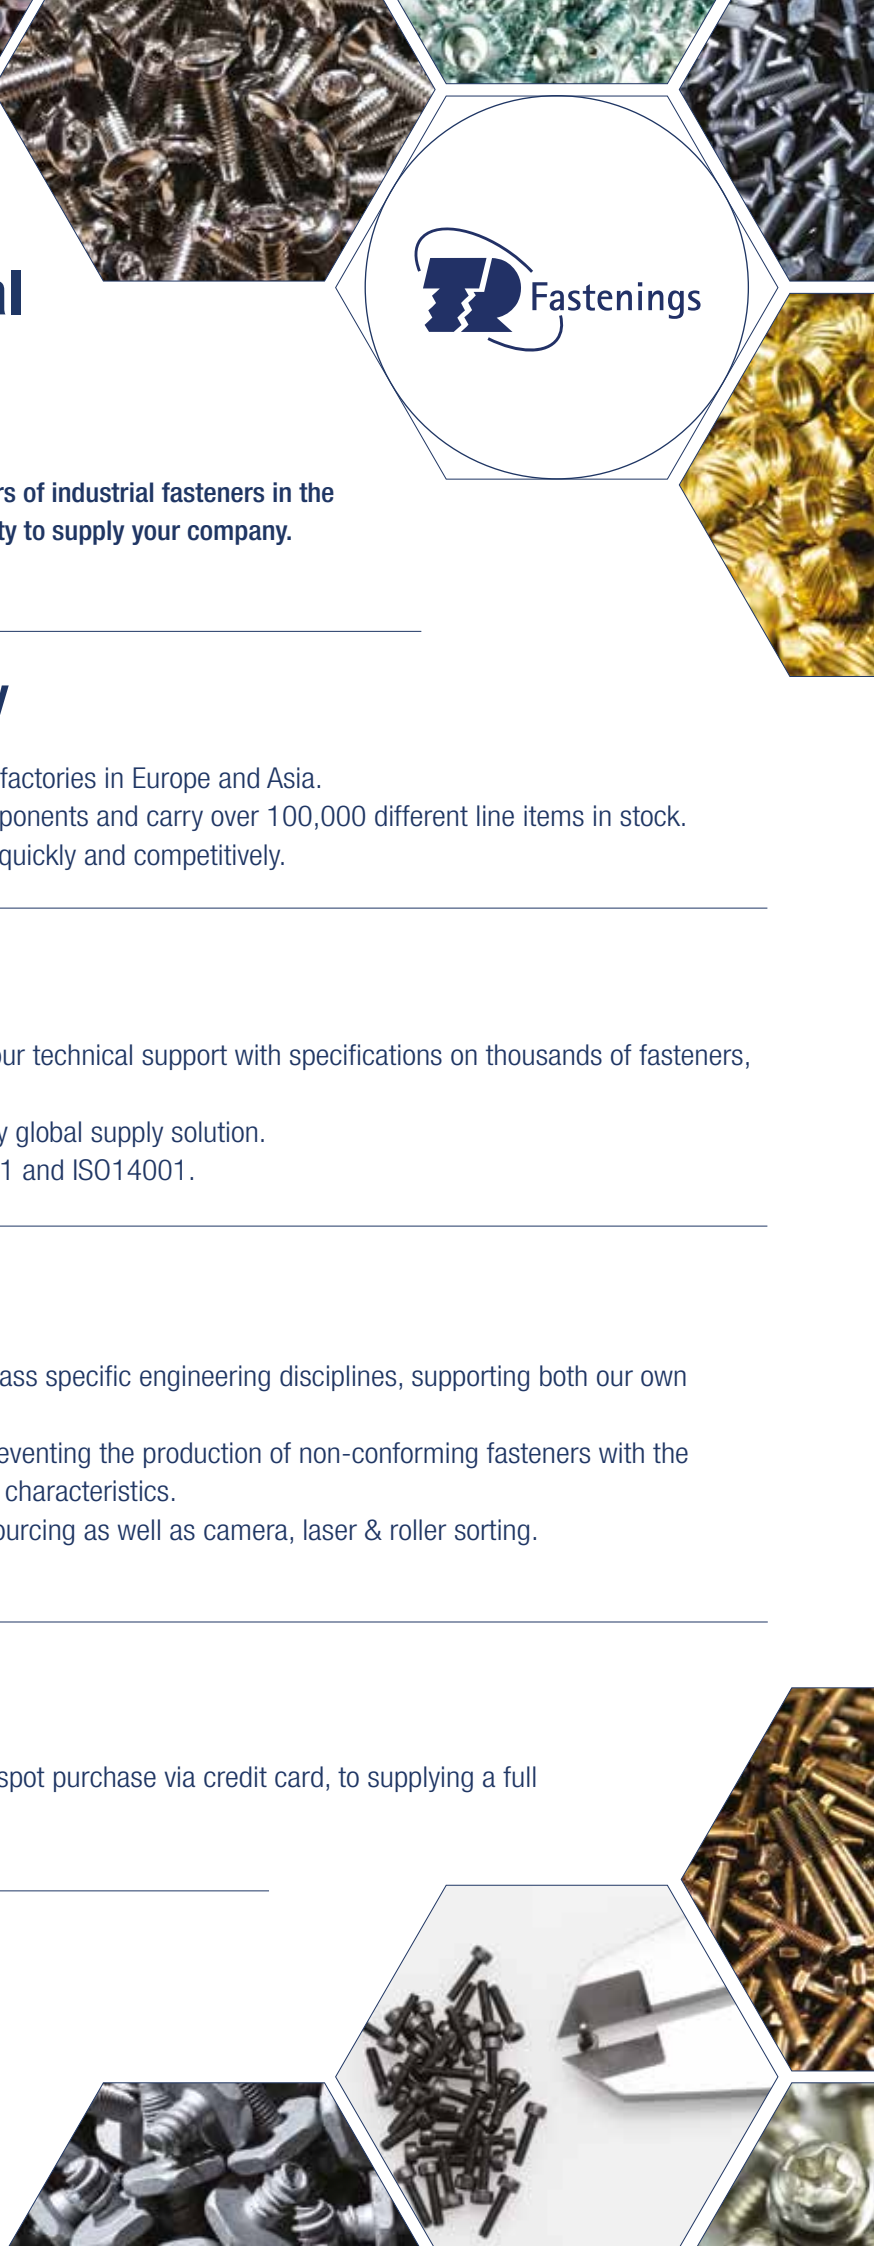 al
TR Fastenings
rs of industrial fasteners in the
ty to supply your company.
y
factories in Europe and Asia.
ponents and carry over 100,000 different line items in stock.
quickly and competitively.
our technical support with specifications on thousands of fasteners,
y global supply solution.
1 and ISO14001.
ass specific engineering disciplines, supporting both our own
eventing the production of non-conforming fasteners with the
characteristics.
ourcing as well as camera, laser & roller sorting.
spot purchase via credit card, to supplying a full